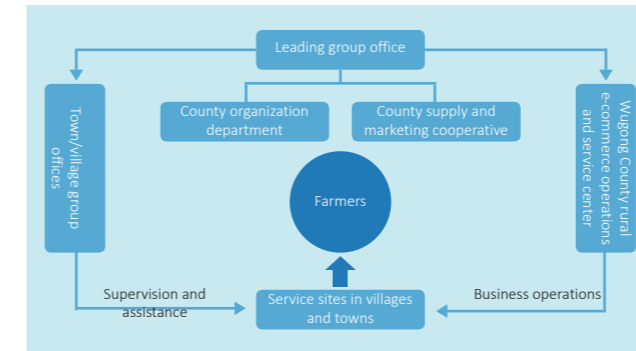 Leading group office
County organization
department
County supply and
marketing cooperative
Town/village group
offices
Farmers
Wugong County rural
e-commerce operations
and service center
Supervision and
assistance
Service sites in villages
and towns
Business operations